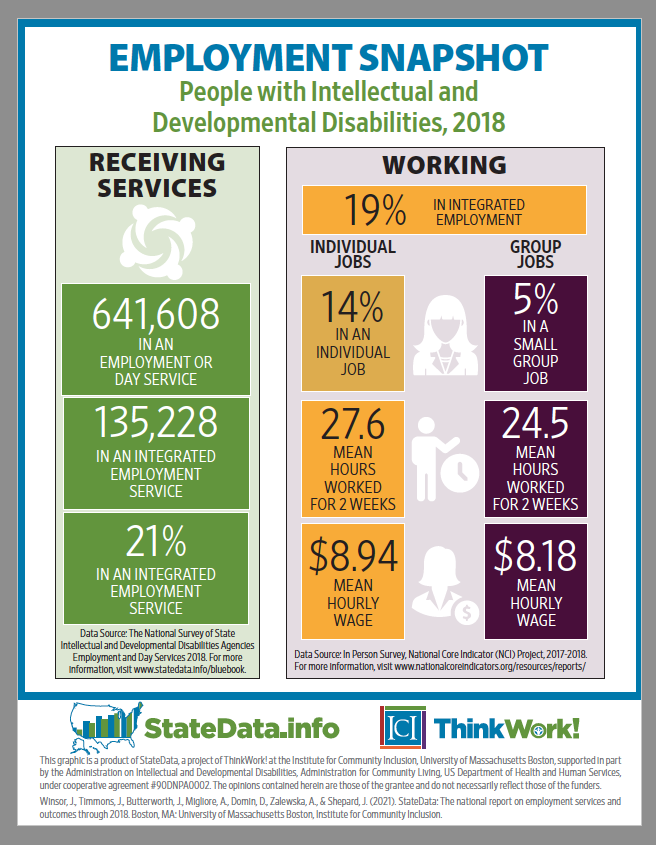 EMPLOYMENT SNAPSHOT
People with Intellectual and
Developmental Disabilities, 2018
RECEIVING
SERVICES
641,608
IN AN
EMPLOYMENT OR
DAY SERVICE
135,228
IN AN INTEGRATED
EMPLOYMENT
SERVICE
21%
IN AN INTEGRATED
EMPLOYMENT
SERVICE
Data Source: The National Survey of State
Intellectual and Developmental Disabilities Agencies
Employment and Day Services 2018. For more
information, visit www.statedata.info/bluebook.
WORKING
19%
IN INTEGRATED
EMPLOYMENT
INDIVIDUAL
JOBS
GROUP
JOBS
14%
IN AN
INDIVIDUAL
JOB
5%
IN A
SMALL
GROUP
JOB
27.6
MEAN
HOURS
WORKED
FOR 2 WEEKS
24.5
MEAN
HOURS
WORKED
FOR 2 WEEKS
$8.94
MEAN
HOURLY
WAGE
$
$8.18
MEAN
HOURLY
WAGE
Data Source: In Person Survey, National Core Indicator (NCI) Project, 2017-2018.
For more information, visit www.nationalcoreindicators.org/resources/reports/
StateData.info
ICI
ThinkWork!
This graphic is a product of StateData, a project of ThinkWork! at the Institute for Community Inclusion, University of Massachusetts Boston, supported in part
by the Administration on Intellectual and Developmental Disabilities, Administration for Community Living, US Department of Health and Human Services,
under cooperative agreement #90DNPA0002. The opinions contained herein are those of the grantee and do not necessarily reflect those of the funders.
Winsor, J., Timmons, J., Butterworth, J., Migliore, A., Domin, D., Zalewska, A., & Shepard, J. (2021). StateData: The national report on employment services and
outcomes through 2018. Boston, MA: University of Massachusetts Boston, Institute for Community Inclusion.